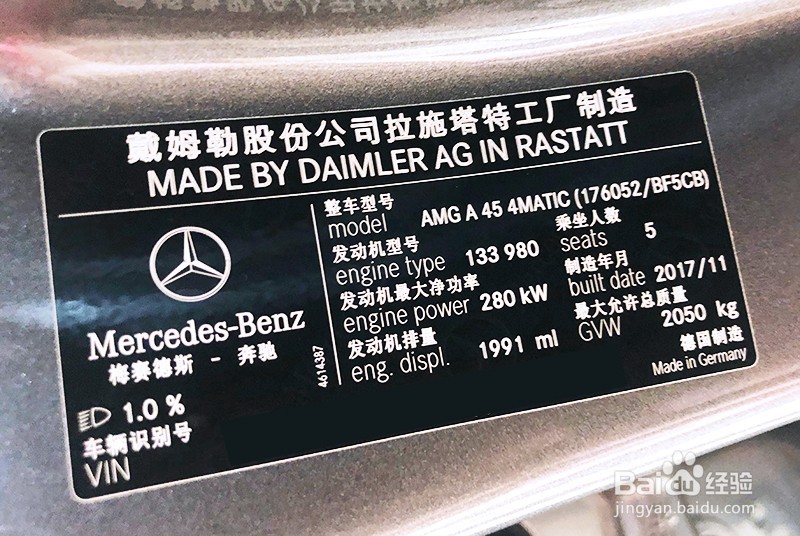 戴姆勒股份公司拉施塔特工厂制造
MADE BY DAIMLER AG IN RASTATT
Mercedes-Benz
梅赛德斯 - 奔驰
1.0 %
车辆识别号
VIN
4614387
整车型号
model AMG A 45 4MATIC (176052/BF5CB)
发动机型号 乘坐人数
engine type 133 980 seats 5
发动机最大净功率 制造年月
engine power 280 kW built date 2017/11
发动机排量 最大允许总质量
eng. displ. 1991 ml GVW 2050 kg
德国制造
Made in Germany
Baidu 经验
jingyan.baidu.com